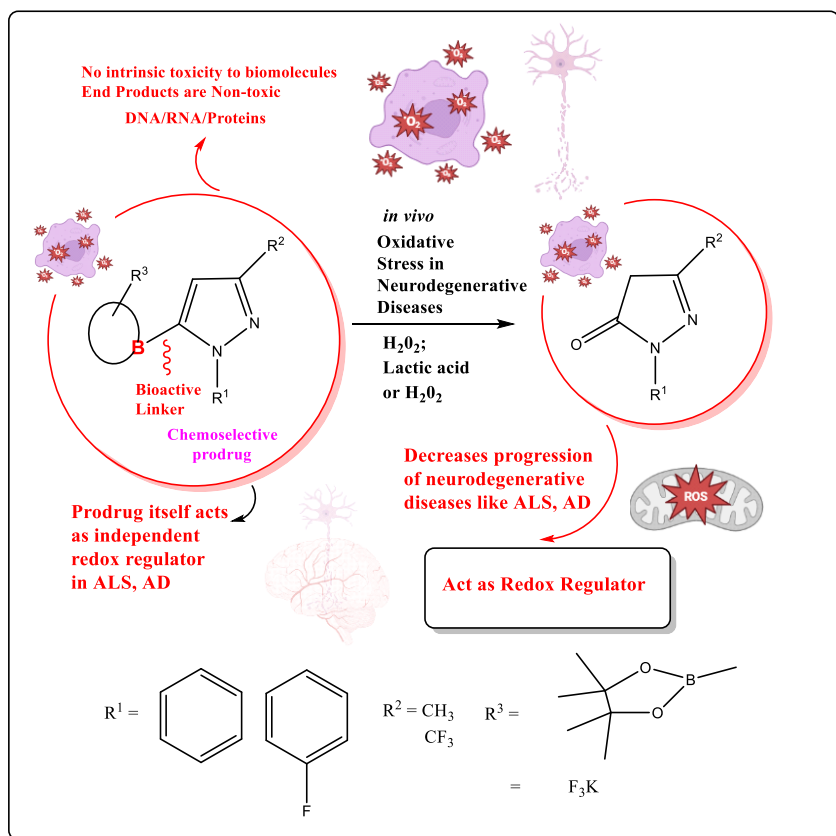 No intrinsic toxicity to biomolecules
End Products are Non-toxic
DNA/RNA/Proteins
O₂
in vivo
Oxidative
Stress in
Neurodegenerative
Diseases
H₂0₂;
Lactic acid
or H₂0₂
R³
R²
B
N
N
R¹
Bioactive
Linker
Chemoselective
prodrug
R²
O
N
N
R¹
Prodrug itself acts
as independent
redox regulator
in ALS, AD
Decreases progression
of neurodegenerative
diseases like ALS, AD
ROS
Act as Redox Regulator
R¹ =
F
R² = CH₃
CF₃
R³ =
O
B
O
= F₃K